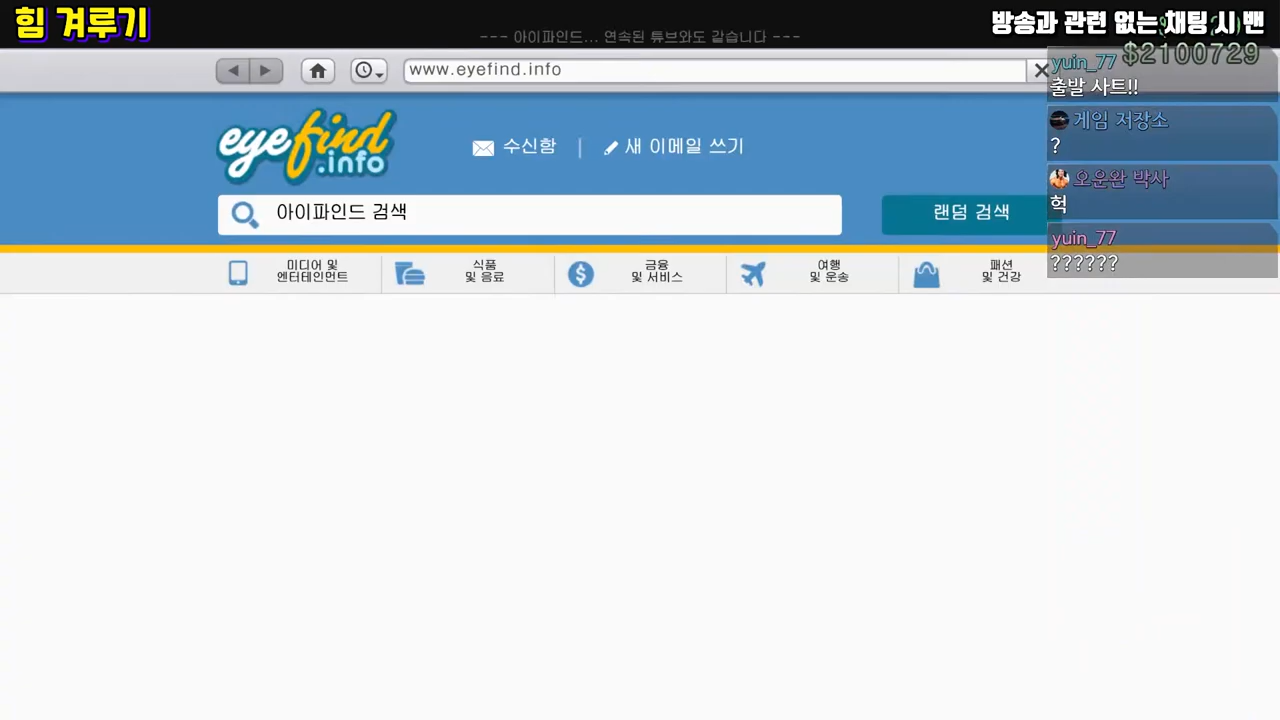 힘 겨루기
방송과 관련 없는 채팅 시 밴
--- 아이파인드... 연속된 튜브와도 같습니다 ---
$2100729
www.eyefind.info
yuin_77
출발 사트!!
eyefind
.info
수신함 | 새 이메일 쓰기
게임 저장소
?
오운완 박사
헉
아이파인드 검색
랜덤 검색
yuin_77
??????
미디어 및
엔터테인먼트
식품
및 음료
금융
및 서비스
여행
및 운송
패션
및 건강